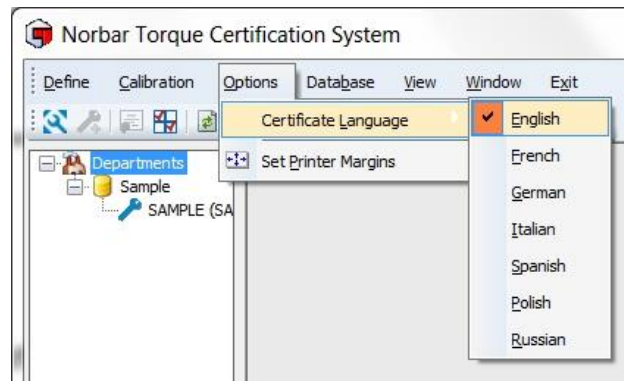 Norbar Torque Certification System
Define Calibration Options Database View Window Exit
Certificate Language
Set Printer Margins
English
French
German
Italian
Spanish
Polish
Russian
Departments
Sample
SAMPLE (SA